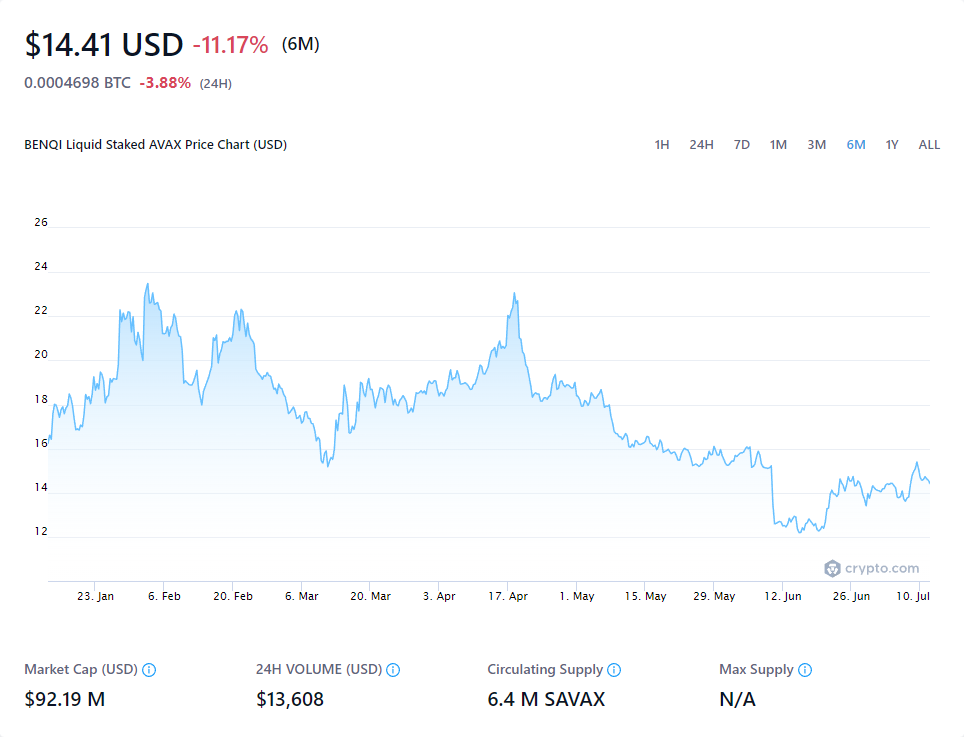 $14.41 USD -11.17% (6M)
0.0004698 BTC -3.88% (24H)
BENQI Liquid Staked AVAX Price Chart (USD) 1H 24H 7D 1M 3M 6M 1Y ALL
26
24
22
20
18
16
14
12
crypto.com
23. Jan 6. Feb 20. Feb 6. Mar 20. Mar 3. Apr 17. Apr 1. May 15. May 29. May 12. Jun 26. Jun 10. Jul
Market Cap (USD) 24H VOLUME (USD) Circulating Supply Max Supply
$92.19 M $13,608 6.4 M SAVAX N/A